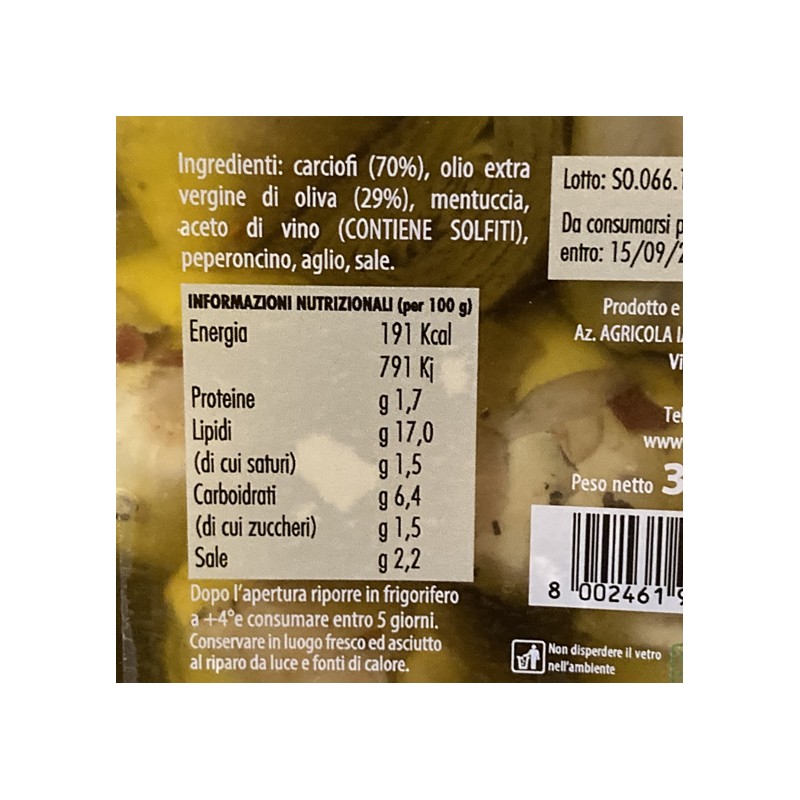 Ingredienti: carciofi (70%), olio extra
vergine di oliva (29%), mentuccia,
aceto di vino (CONTIENE SOLFITI),
peperoncino, aglio, sale.
INFORMAZIONI NUTRIZIONALI (per 100 g)
Energia 191 Kcal
791 Kj
Proteine g 1,7
Lipidi g 17,0
(di cui saturi) g 1,5
Carboidrati g 6,4
(di cui zuccheri) g 1,5
Sale g 2,2
Dopo l'apertura riporre in frigorifero
a +4°e consumare entro 5 giorni.
Conservare in luogo fresco ed asciutto
al riparo da luce e fonti di calore.
Lotto: SO.066.
Da consumarsi p
entro: 15/09/
Prodotto e
Az. AGRICOLA
Vi
Tel
www
Peso netto 3
8 002461
Non disperdere il vetro
nell'ambiente